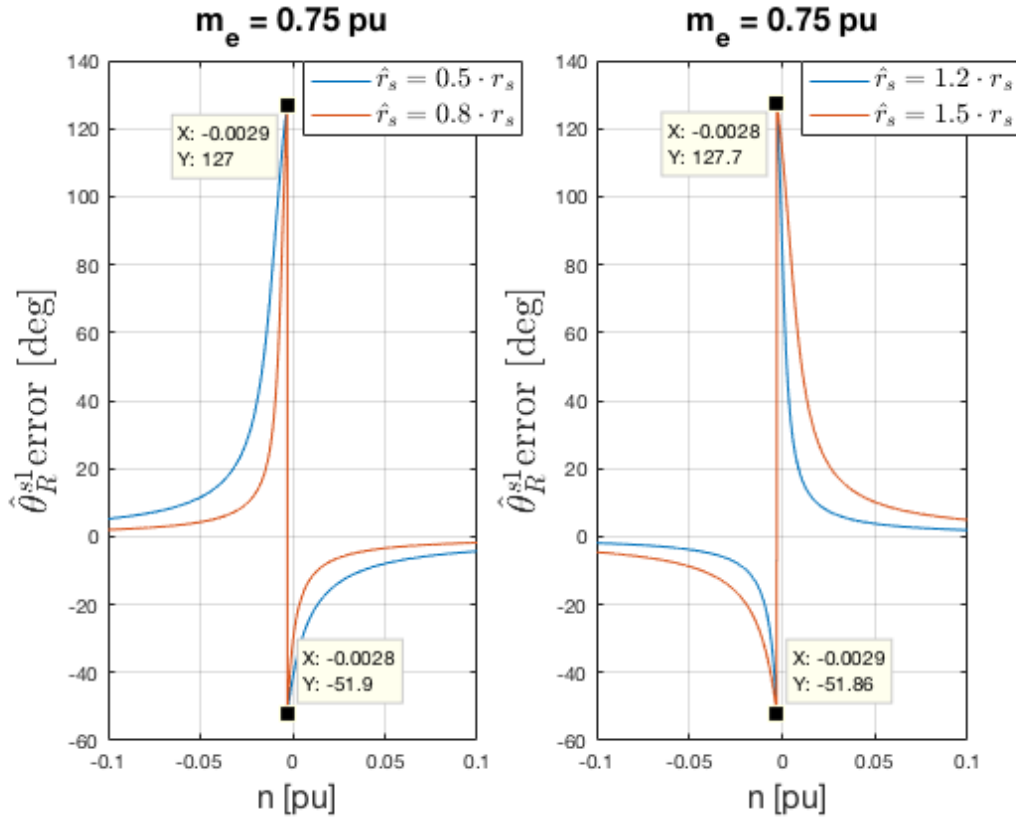 m_e = 0.75 pu
140
120
100
80
60
40
20
0
-20
-40
-60
-0.1
-0.05
0
0.05
0.1
n [pu]
θ̂_R^{s1} error [deg]
r̂_s = 0.5 · r_s
r̂_s = 0.8 · r_s
X: -0.0029
Y: 127
X: -0.0028
Y: -51.9
m_e = 0.75 pu
140
120
100
80
60
40
20
0
-20
-40
-60
-0.1
-0.05
0
0.05
0.1
n [pu]
θ̂_R^{s1} error [deg]
r̂_s = 1.2 · r_s
r̂_s = 1.5 · r_s
X: -0.0028
Y: 127.7
X: -0.0029
Y: -51.86